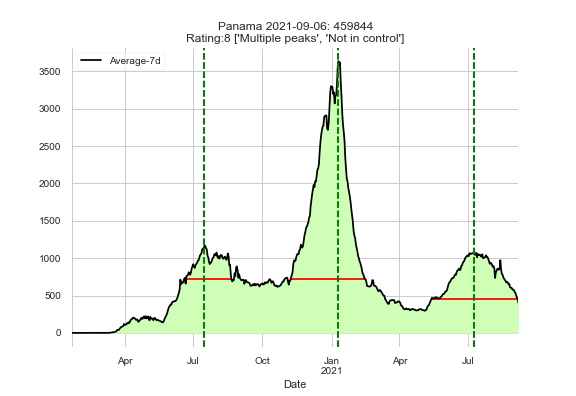 Panama 2021-09-06: 459844
Rating:8 ['Multiple peaks', 'Not in control']
Average-7d
3500
3000
2500
2000
1500
1000
500
0
Apr
Jul
Oct
Jan
2021
Apr
Jul
Date